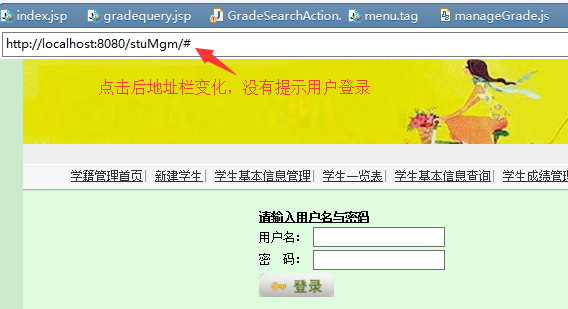 index.jsp gradequery.jsp GradeSearchAction. menu.tag manageGrade.js
http://localhost:8080/stuMgm/#
点击后地址栏变化，没有提示用户登录
学籍管理首页| 新建学生| 学生基本信息管理| 学生一览表| 学生基本信息查询| 学生成绩管理
请输入用户名与密码
用户名：
密 码：
登录